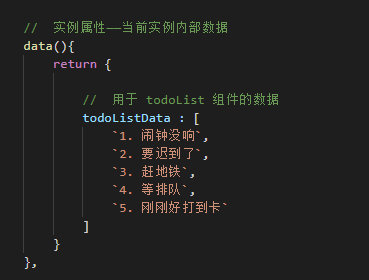 //  实例属性——当前实例内部数据
data(){
return {
//  用于 todoList 组件的数据
todoListData : [
`1. 闹钟没响`,
`2. 要迟到了`,
`3. 赶地铁`,
`4. 等排队`,
`5. 刚刚好打到卡`
]
}
},